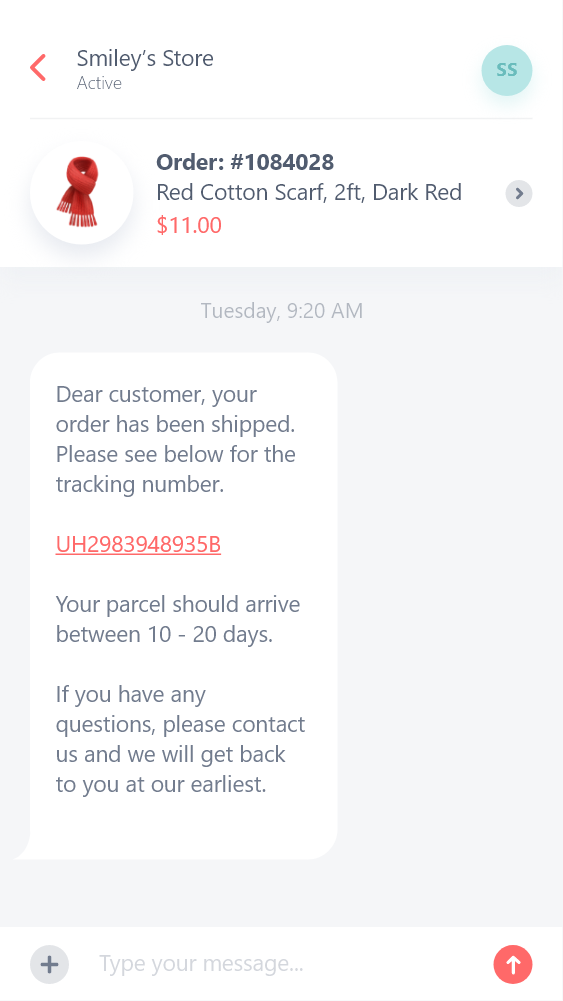 Smiley’s Store
Active
SS
Order: #1084028
Red Cotton Scarf, 2ft, Dark Red
$11.00
Tuesday, 9:20 AM
Dear customer, your
order has been shipped.
Please see below for the
tracking number.
UH2983948935B
Your parcel should arrive
between 10 - 20 days.
If you have any
questions, please contact
us and we will get back
to you at our earliest.
Type your message...